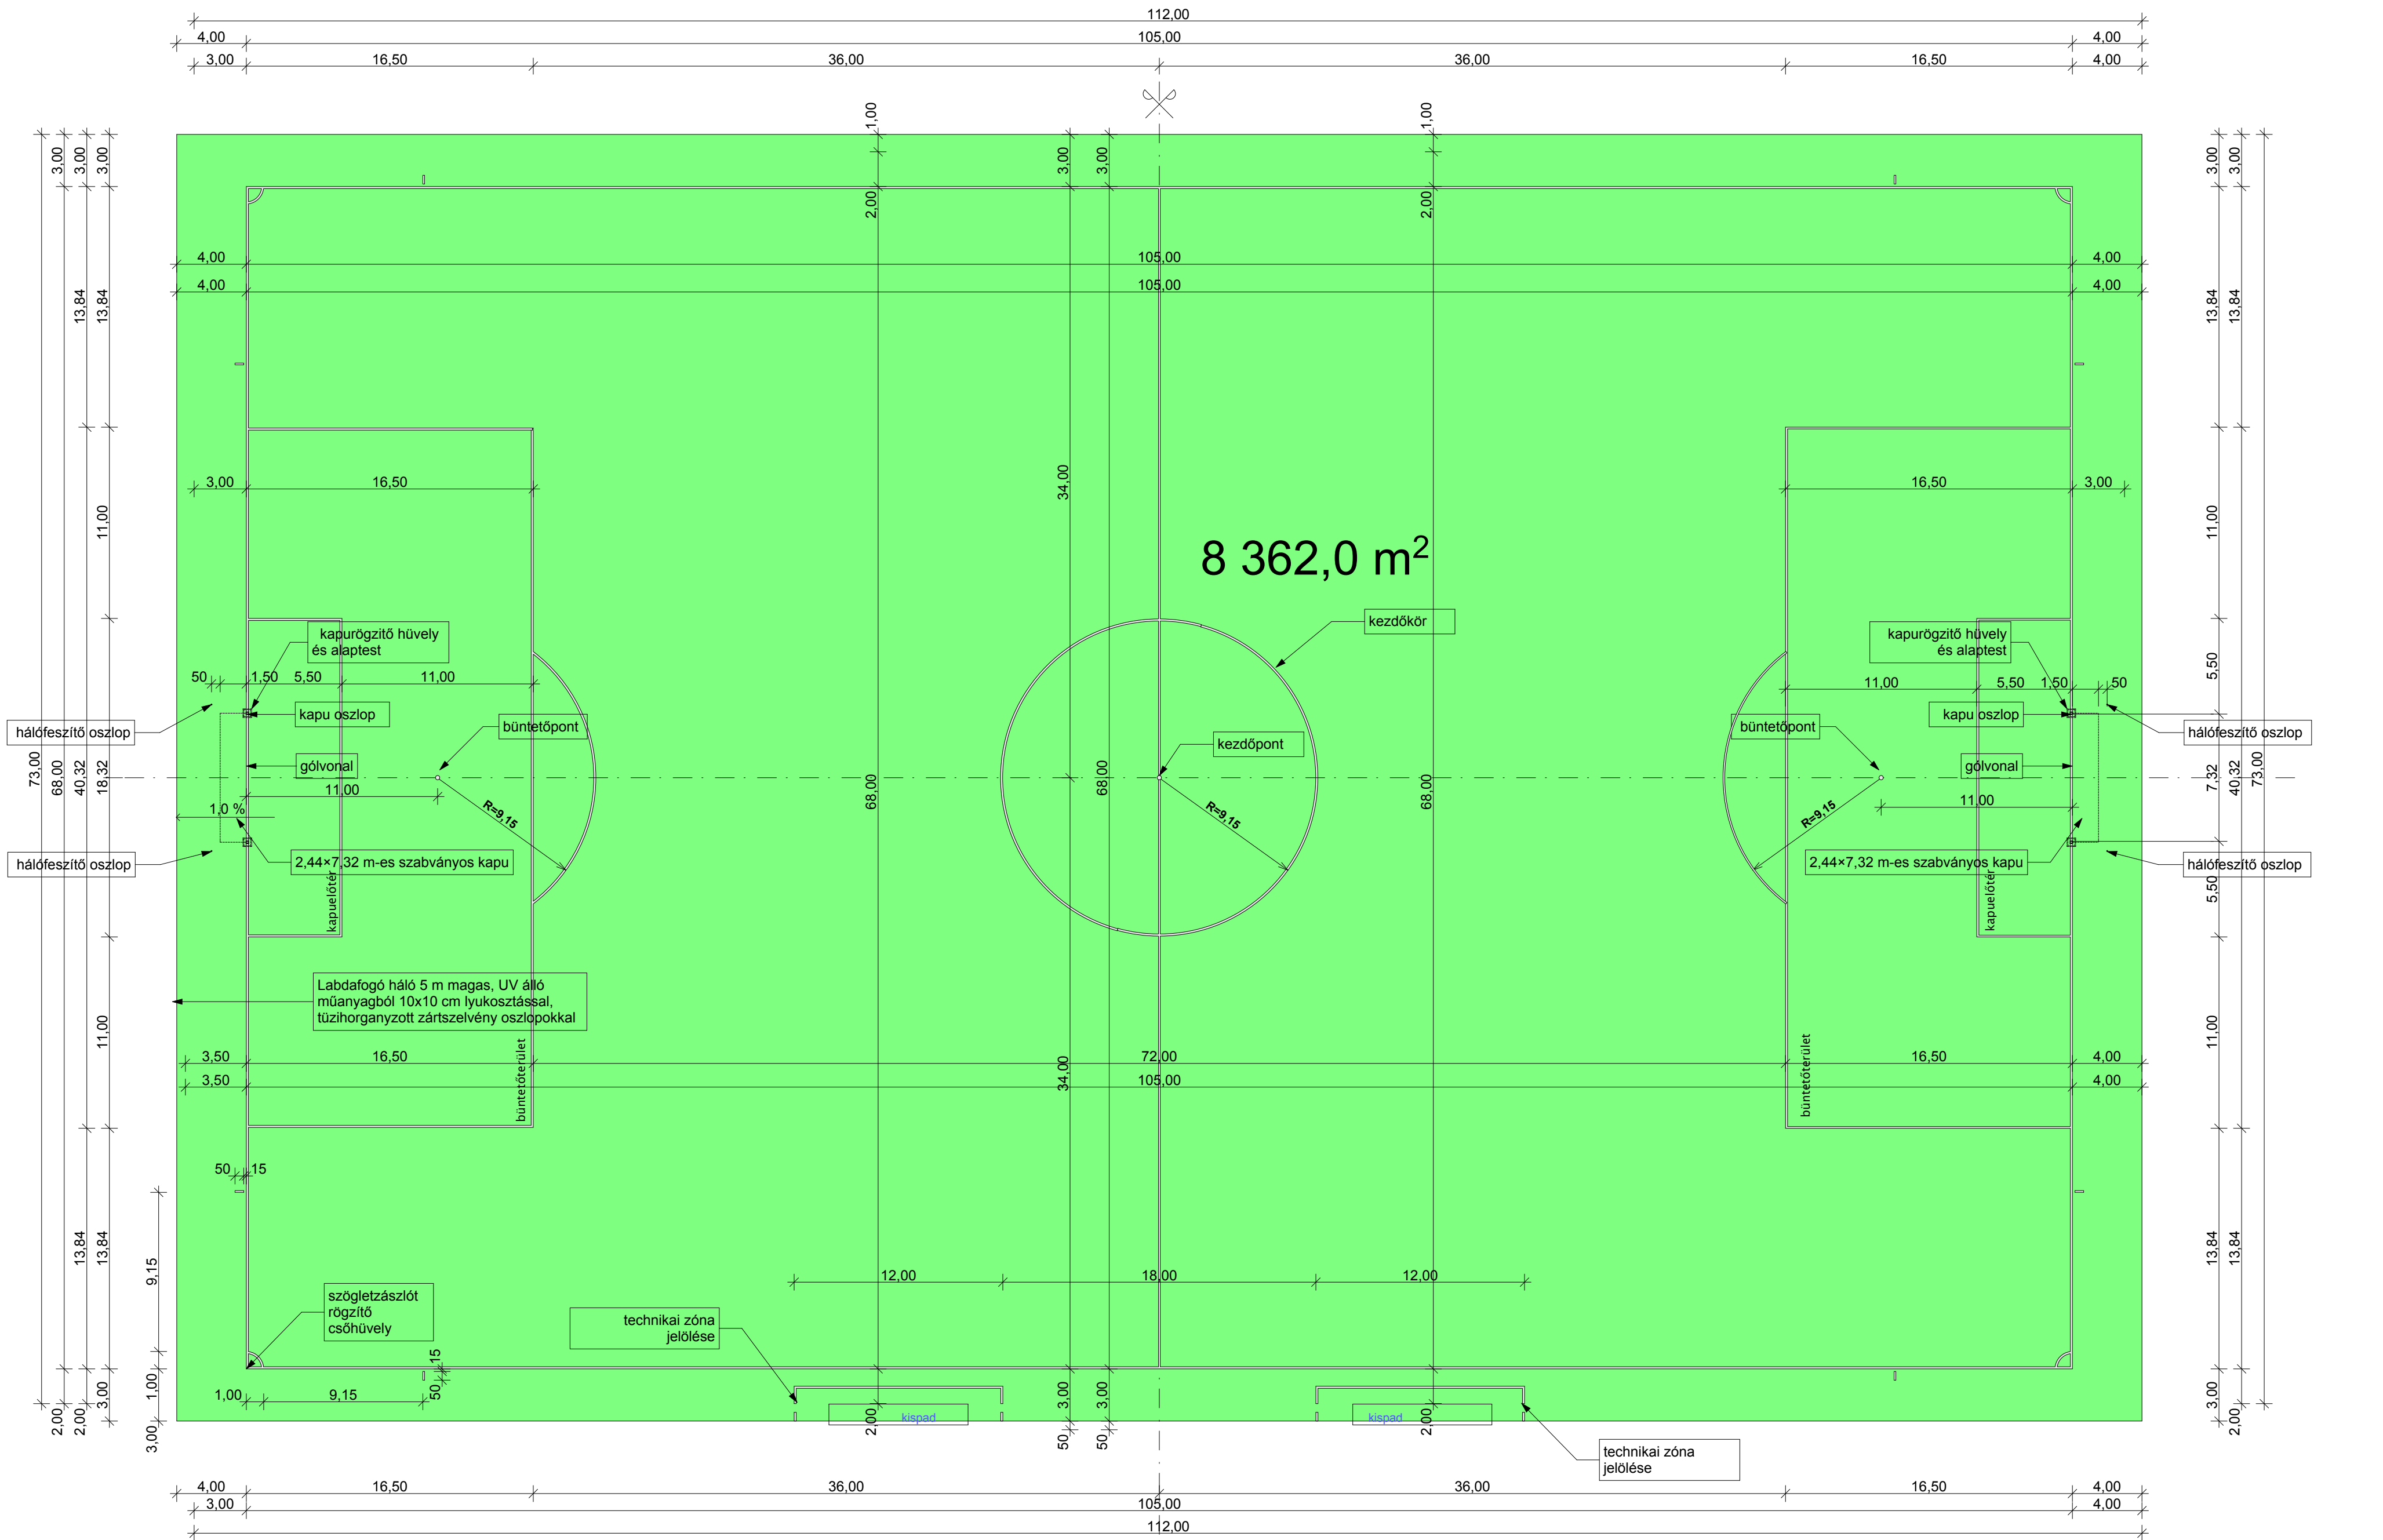 112,00
4,00 105,00 4,00
3,00 16,50 36,00 36,00 16,50 4,00
1,00 1,00
3,00 3,00 3,00 3,00 3,00 3,00 3,00
2,00 2,00
4,00 105,00 4,00
4,00 105,00 4,00
13,84 13,84 13,84 13,84
3,00 16,50 34,00 16,50 3,00
11,00 11,00
8 362,0 m2
kezdőkör
kapurögzitő hüvely
és alaptest
kapurögzitő hüvely
és alaptest
50 1,50 5,50 11,00
11,00 5,50 1,50 50
5,50
kapu oszlop
kapu oszlop
hálófeszítő oszlop
büntetőpont
kezdőpont
büntetőpont
hálófeszítő oszlop
gólvonal
gólvonal
73,00 68,00 40,32 18,32 68,00 68,00 68,00 7,32 40,32 73,00
11,00
11,00
1,0 %
R=9,15
R=9,15
R=9,15
hálófeszítő oszlop
2,44×7,32 m-es szabványos kapu
2,44×7,32 m-es szabványos kapu
hálófeszítő oszlop
kapuelőtér
kapuelőtér
5,50
Labdafogó háló 5 m magas, UV álló
műanyagból 10x10 cm lyukosztással,
tüzihorganyzott zártszelvény oszlopokkal
11,00 11,00
3,50 16,50 72,00 16,50 4,00
3,50 105,00 4,00
34,00
büntetőterület
büntetőterület
50 15
9,15
13,84 13,84 13,84 13,84
12,00 18,00 12,00
szögletzászlót
rögzítő
csőhüvely
technikai zóna
jelölése
15
50
1,00 9,15
1,00
3,00
2,00 2,00 3,00
2,00 3,00 3,00 2,00
50 50
3,00 2,00
kispad
kispad
technikai zóna
jelölése
4,00 16,50 36,00 36,00 16,50 4,00
3,00 105,00 4,00
112,00